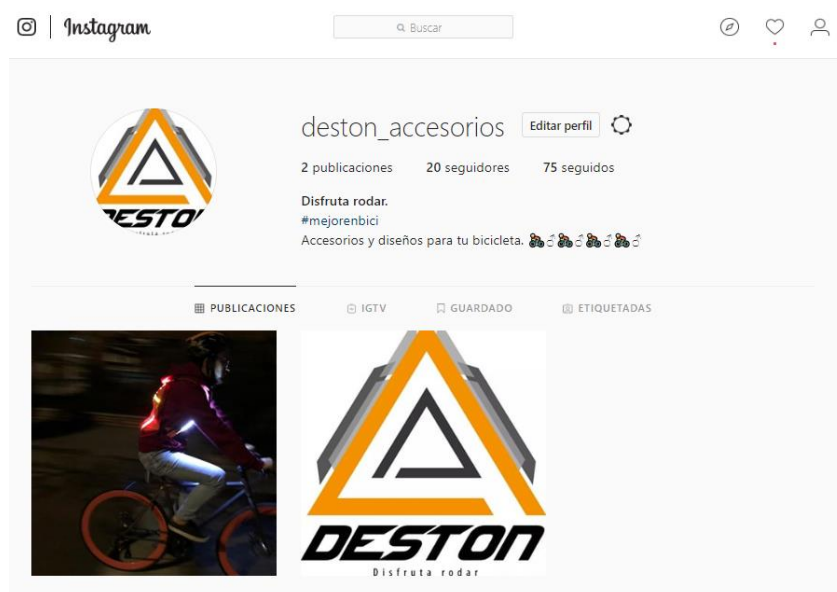 Instagram
Buscar
deston_accesorios Editar perfil
2 publicaciones 20 seguidores 75 seguidos
Disfruta rodar.
#mejorenbici
Accesorios y diseños para tu bicicleta. 🚴♂🚴♂🚴♂🚴♂
DESTON
PUBLICACIONES IGTV GUARDADO ETIQUETADAS
DESTON
Disfruta rodar